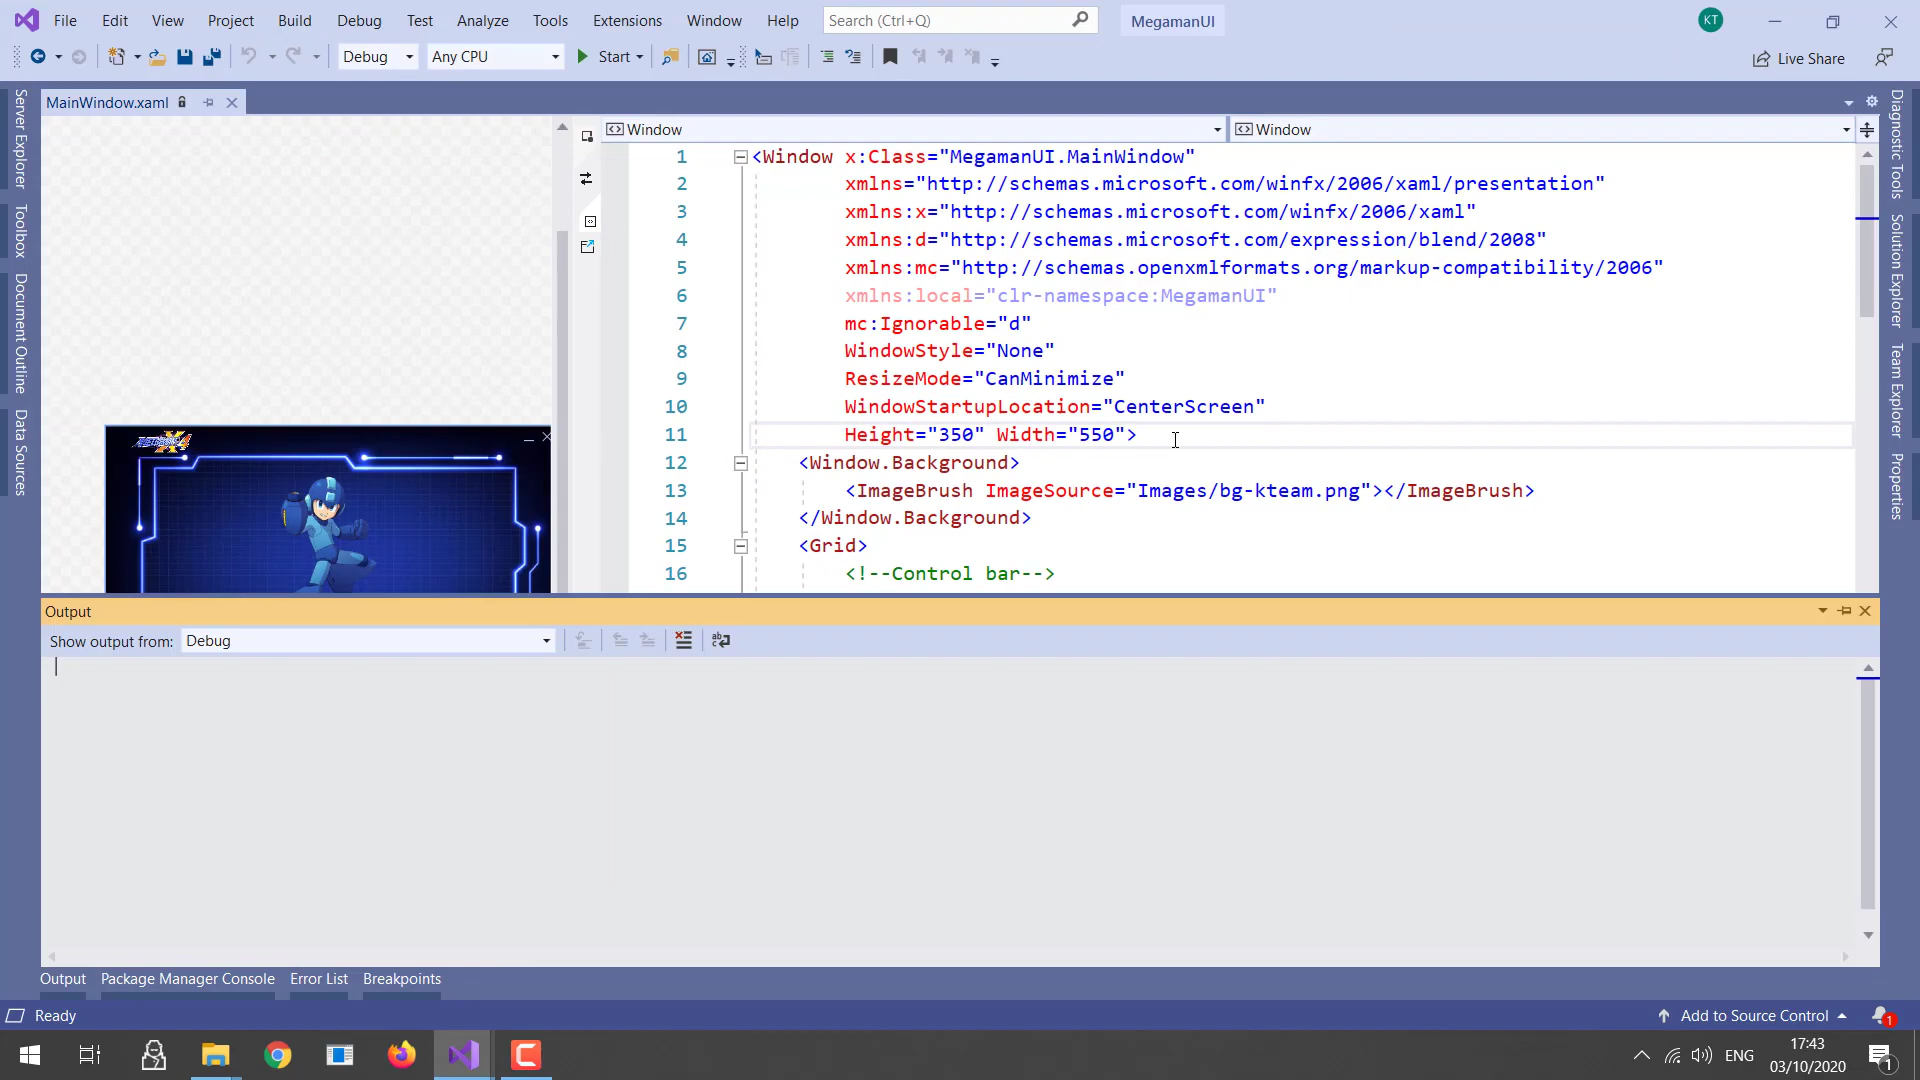 File Edit View Project Build Debug Test Analyze Tools Extensions Window Help Search (Ctrl+Q) MegamanUI KT
Debug Any CPU Start Live Share
Server Explorer
Toolbox
Document Outline
Data Sources
MainWindow.xaml
Window Window
1 <Window x:Class="MegamanUI.MainWindow"
2 xmlns="http://schemas.microsoft.com/winfx/2006/xaml/presentation"
3 xmlns:x="http://schemas.microsoft.com/winfx/2006/xaml"
4 xmlns:d="http://schemas.microsoft.com/expression/blend/2008"
5 xmlns:mc="http://schemas.openxmlformats.org/markup-compatibility/2006"
6 xmlns:local="clr-namespace:MegamanUI"
7 mc:Ignorable="d"
8 WindowStyle="None"
9 ResizeMode="CanMinimize"
10 WindowStartupLocation="CenterScreen"
11 Height="350" Width="550">
12 <Window.Background>
13 <ImageBrush ImageSource="Images/bg-kteam.png"></ImageBrush>
14 </Window.Background>
15 <Grid>
16 <!--Control bar-->
Diagnostic Tools
Solution Explorer
Team Explorer
Properties
Output
Show output from: Debug
Output Package Manager Console Error List Breakpoints
Ready Add to Source Control 1
ENG 17:43
03/10/2020 1